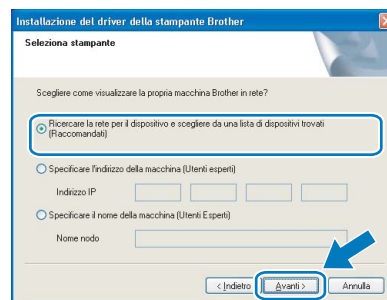 Installazione del driver della stampante Brother
Seleziona stampante
Scegliere come visualizzare la propria macchina Brother in rete?
Ricercare la rete per il dispositivo e scegliere da una lista di dispositivi trovati
(Raccomandati)
Specificare l'indirizzo della macchina (Utenti esperti)
Indirizzo IP
Specificare il nome della macchina (Utenti Esperti)
Nome nodo
< Indietro Avanti > Annulla